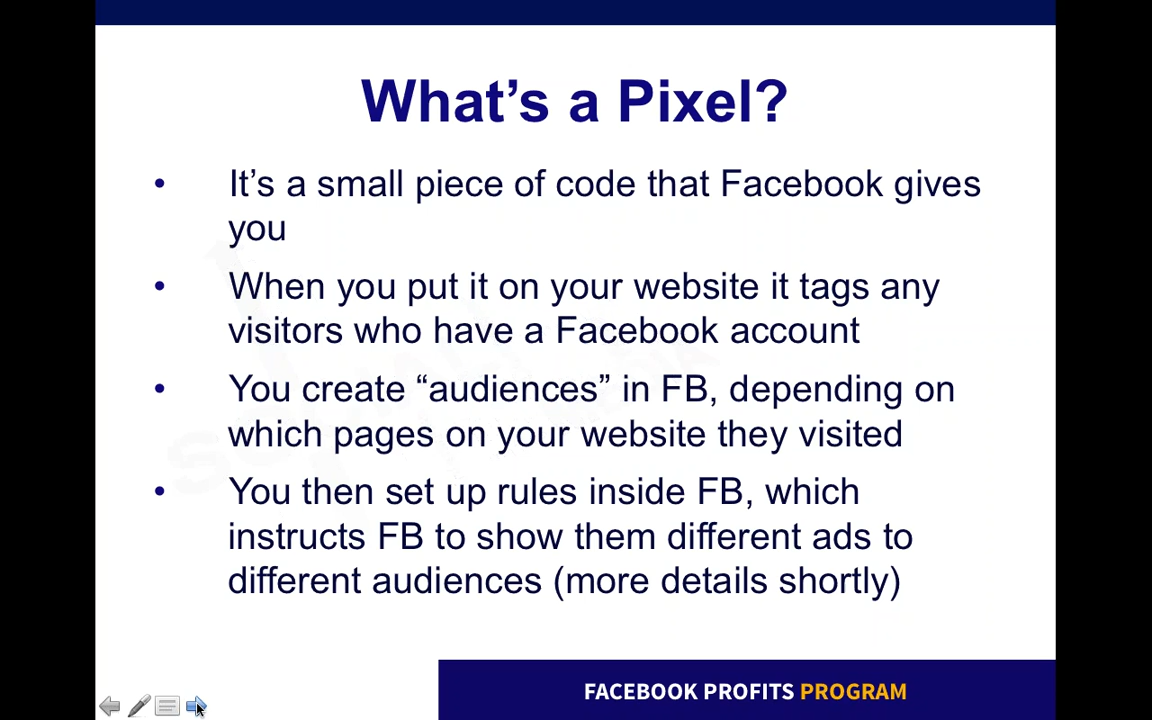 What’s a Pixel?
• It’s a small piece of code that Facebook gives
you
• When you put it on your website it tags any
visitors who have a Facebook account
• You create “audiences” in FB, depending on
which pages on your website they visited
• You then set up rules inside FB, which
instructs FB to show them different ads to
different audiences (more details shortly)
FACEBOOK PROFITS PROGRAM